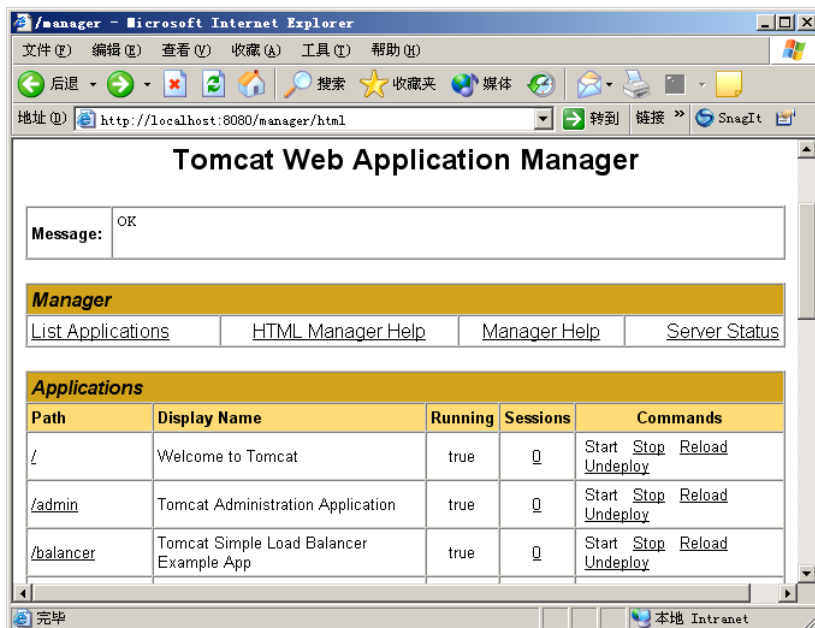 /manager - Microsoft Internet Explorer
文件(F) 编辑(E) 查看(V) 收藏(A) 工具(T) 帮助(H)
后退 搜索 收藏夹 媒体
地址(D) http://localhost:8080/manager/html 转到 链接 » SnagIt
Tomcat Web Application Manager
Message: OK
Manager
List Applications HTML Manager Help Manager Help Server Status
Applications
Path Display Name Running Sessions Commands
/ Welcome to Tomcat true 0 Start Stop Reload
Undeploy
/admin Tomcat Administration Application true 0 Start Stop Reload
Undeploy
/balancer Tomcat Simple Load Balancer
Example App true 0 Start Stop Reload
Undeploy
完毕 本地 Intranet